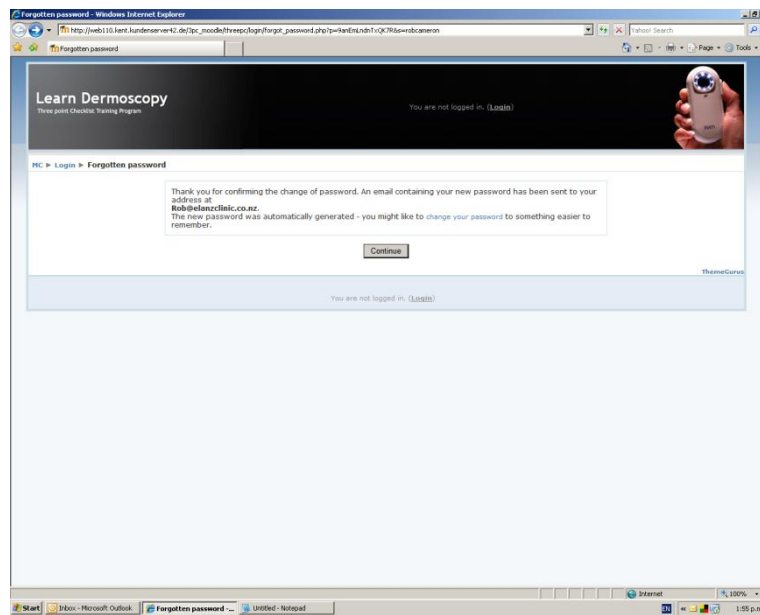 Forgotten password - Windows Internet Explorer
http://web110.kent.kundenserver42.de/3pc_moodle/threepc/login/forgot_password.php?p=9anEmLndnTxQK7R&s=robcameron
Yahoo! Search
Forgotten password
Page
Tools
Learn Dermoscopy
Three point Checklist Training Program
You are not logged in. (Login)
MC ► Login ► Forgotten password
Thank you for confirming the change of password. An email containing your new password has been sent to your
address at
Rob@elanzclinic.co.nz.
The new password was automatically generated - you might like to change your password to something easier to
remember.
Continue
ThemeGurus
You are not logged in. (Login)
Internet
100%
Start
Inbox - Microsoft Outlook
Forgotten password -...
Untitled - Notepad
EN
1:55 p.m